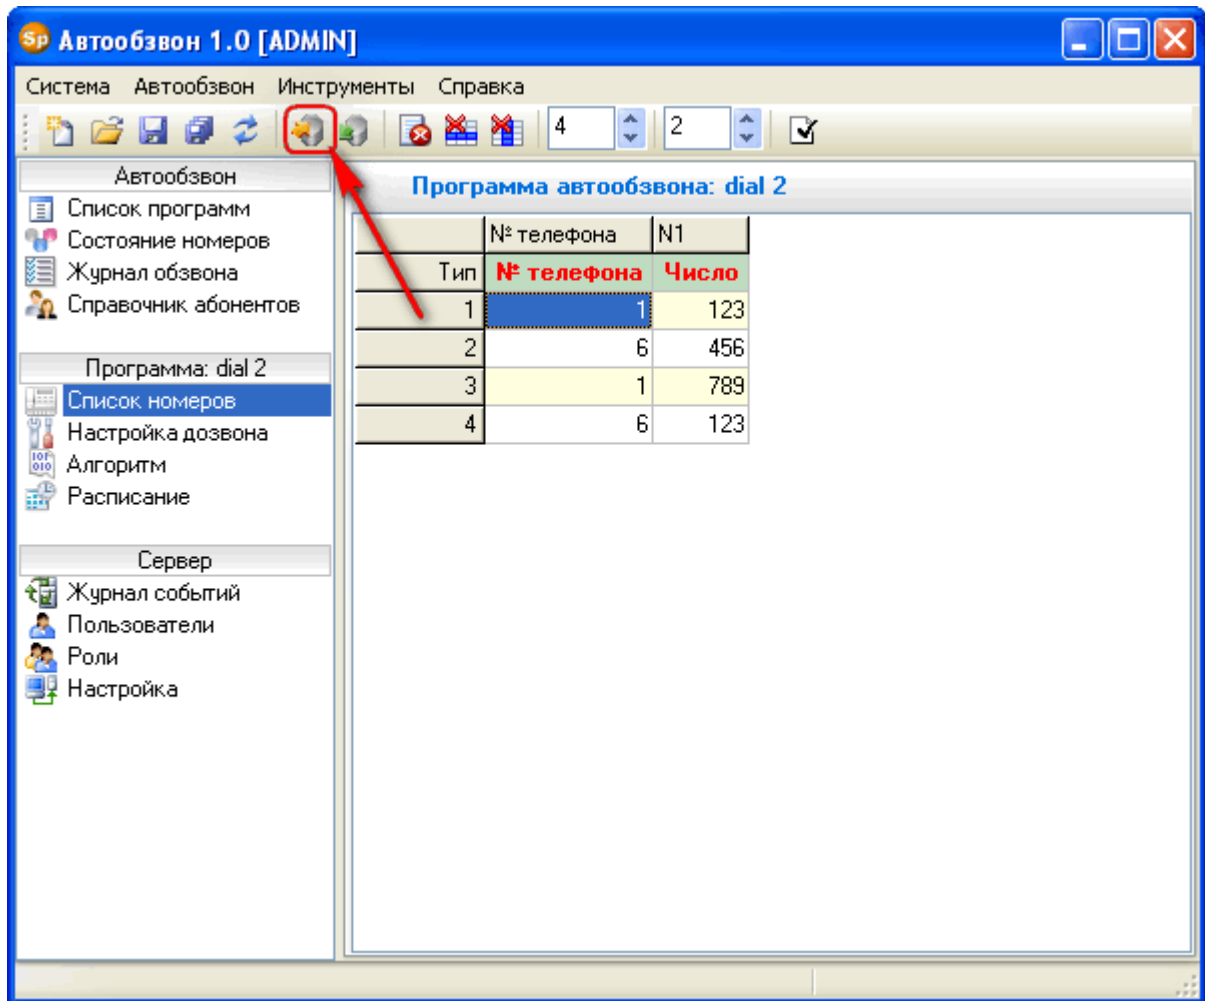 Sp Автообзвон 1.0 [ADMIN]
Система Автообзвон Инструменты Справка
4 2
Автообзвон
Список программ
Состояние номеров
Журнал обзвона
Справочник абонентов
Программа: dial 2
Список номеров
Настройка дозвона
Алгоритм
Расписание
Сервер
Журнал событий
Пользователи
Роли
Настройка
Программа автообзвона: dial 2
№ телефона N1
Тип № телефона Число
1 1 123
2 6 456
3 1 789
4 6 123